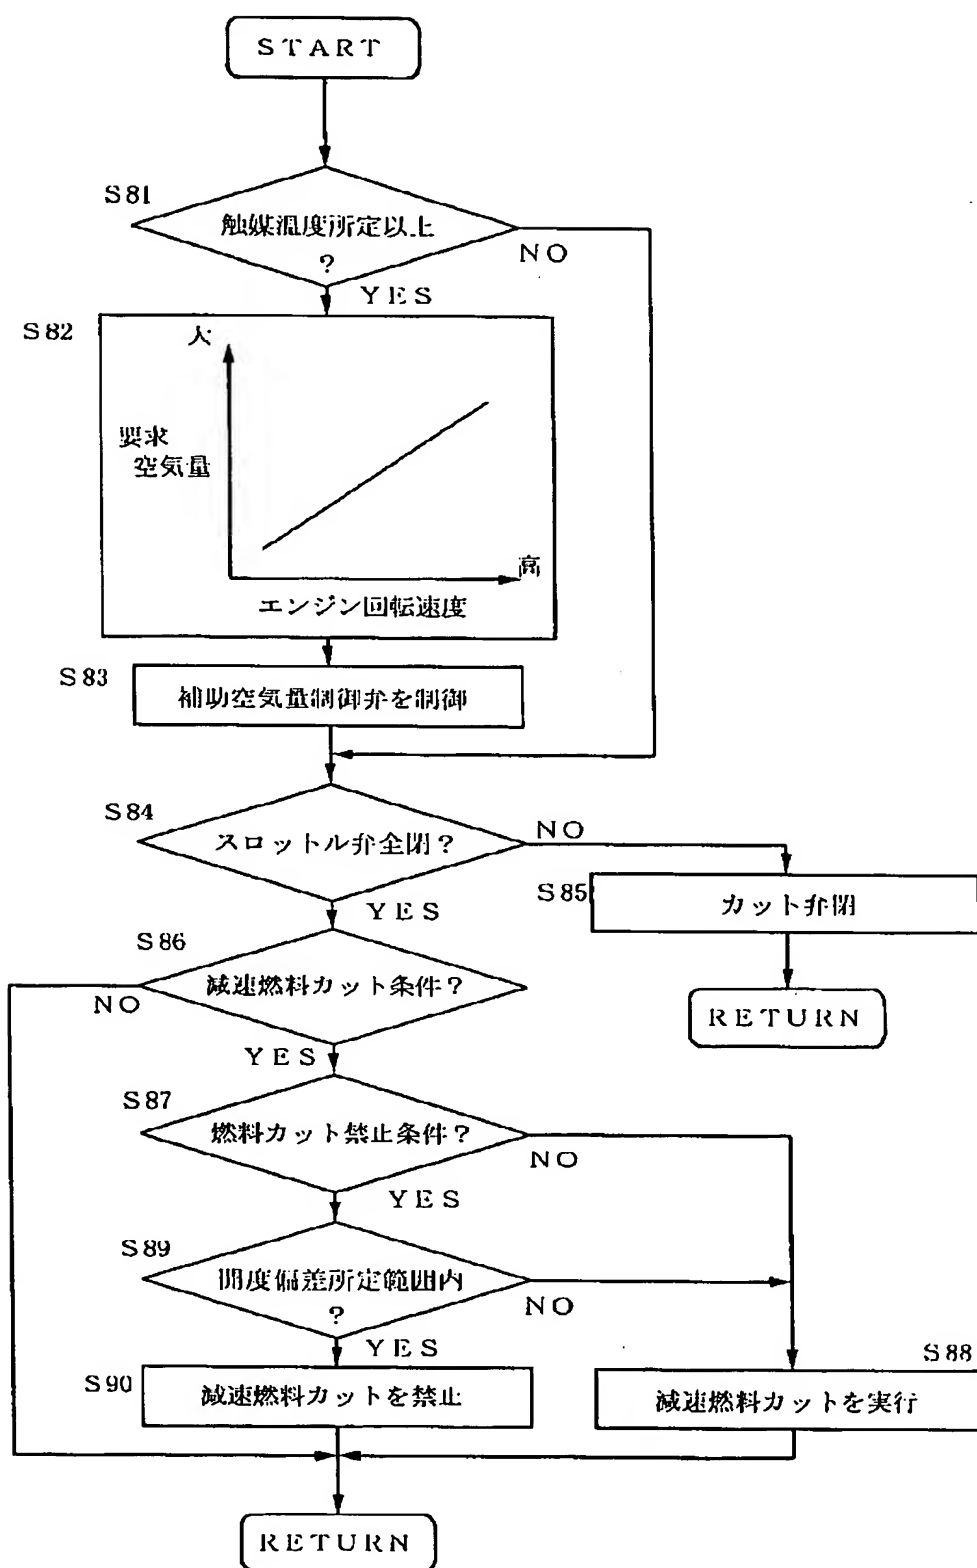 START
S81
触媒温度所定以上
?
NO
YES
S82
大
要求
空気量
高
エンジン回転速度
S83
補助空気量制御弁を制御
S84
スロットル弁全閉?
NO
YES
S85
カット弁閉
RETURN
S86
減速燃料カット条件?
NO
YES
S87
燃料カット禁止条件?
NO
YES
S89
開度偏差所定範囲内
?
NO
YES
S90
減速燃料カットを禁止
S88
減速燃料カットを実行
RETURN